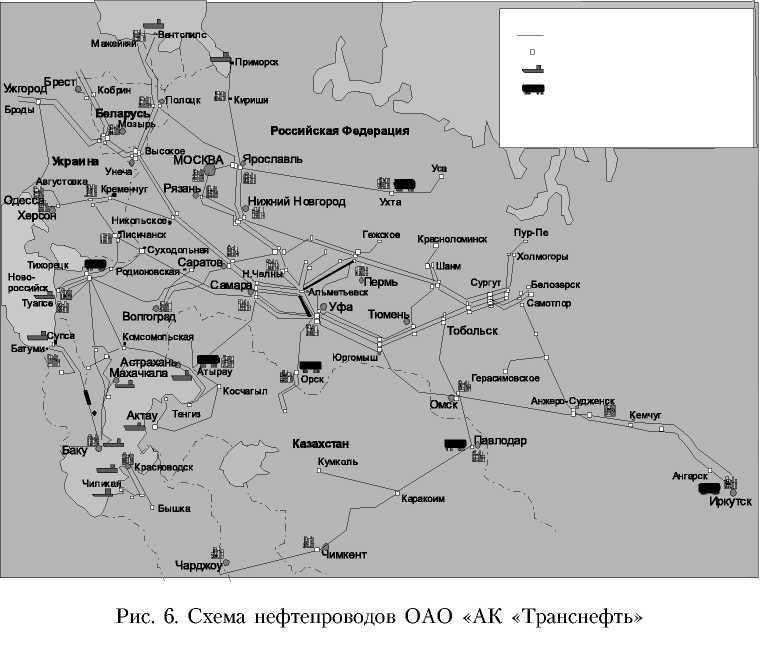 Вентспилс
Мажейкяй
Приморск
Ужгород
Брест
Кобрин
Полоцк
Кириши
Броды
Беларусь
Мозырь
Российская Федерация
Украина
Высокое
МОСКВА
Ярославль
Унеча
Уса
Августовка
Кременчуг
Рязань
Ухта
Одесса
Нижний Новгород
Херсон
Никольское
Лисичанск
Гежское
Пур-Пе
Красноломинск
Суходольная
Холмогоры
Тихорецк
Родионовская
Саратов
Н.Челны
Шаим
Ново-
российск
Самара
Альметьевск
Пермь
Сургут
Белозерск
Туапсе
Самотлор
Волгоград
Уфа
Тюмень
Тобольск
Супса
Комсомольская
Батуми
Юргомыш
Астрахань
Махачкала
Атырау
Орск
Герасимовское
Косчагыл
Омск
Анжеро-Судженск
Актау
Тенгиз
Кемчуг
Баку
Казахстан
Павлодар
Красноводск
Кумколь
Чиликая
Ангарск
Бышка
Каракоим
Иркутск
Чарджоу
Чимкент
Рис. 6. Схема нефтепроводов ОАО «АК «Транснефть»